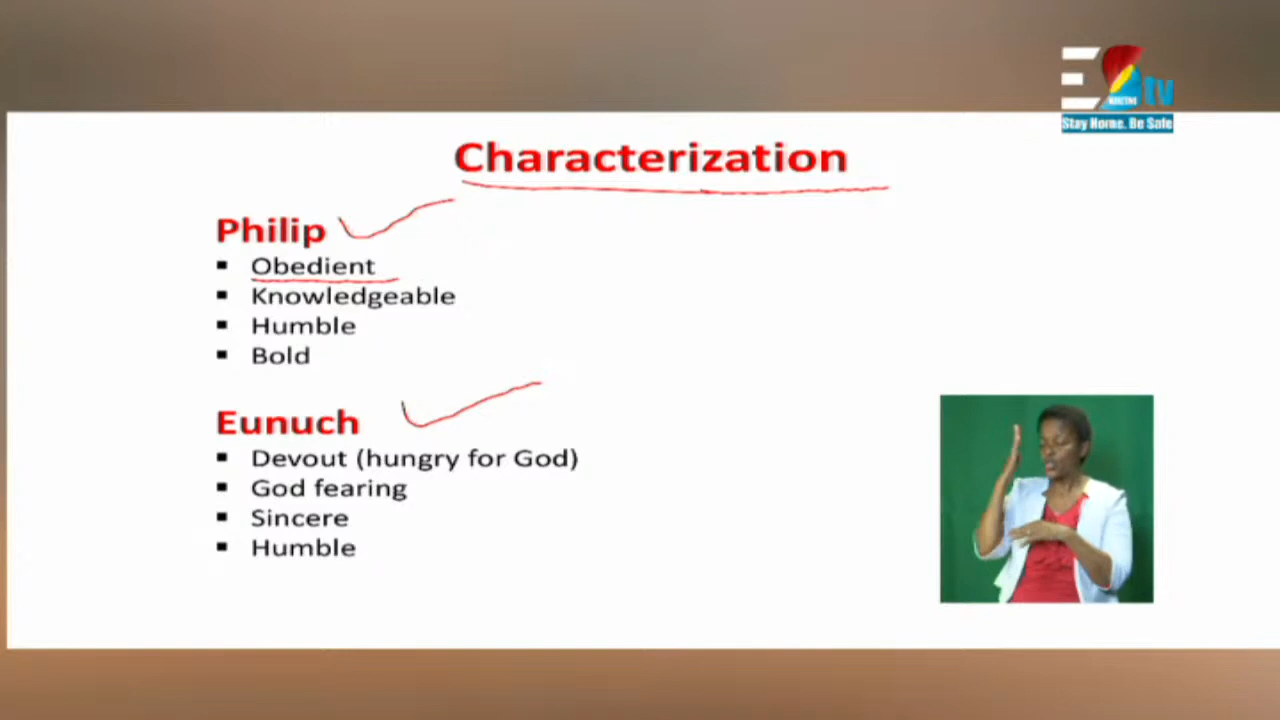 tv
Stay Home. Be Safe
Characterization
Philip
▪ Obedient
▪ Knowledgeable
▪ Humble
▪ Bold
Eunuch
▪ Devout (hungry for God)
▪ God fearing
▪ Sincere
▪ Humble